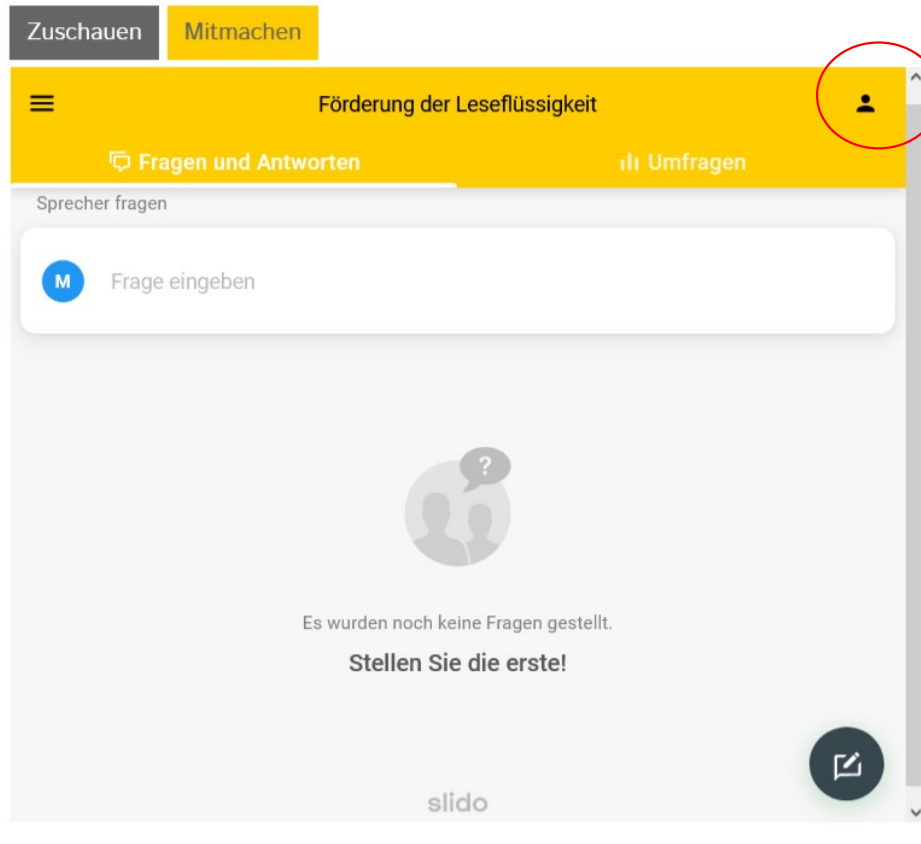 Zuschauen Mitmachen
Förderung der Leseflüssigkeit
Fragen und Antworten Umfragen
Sprecher fragen
M Frage eingeben
?
Es wurden noch keine Fragen gestellt.
Stellen Sie die erste!
slido